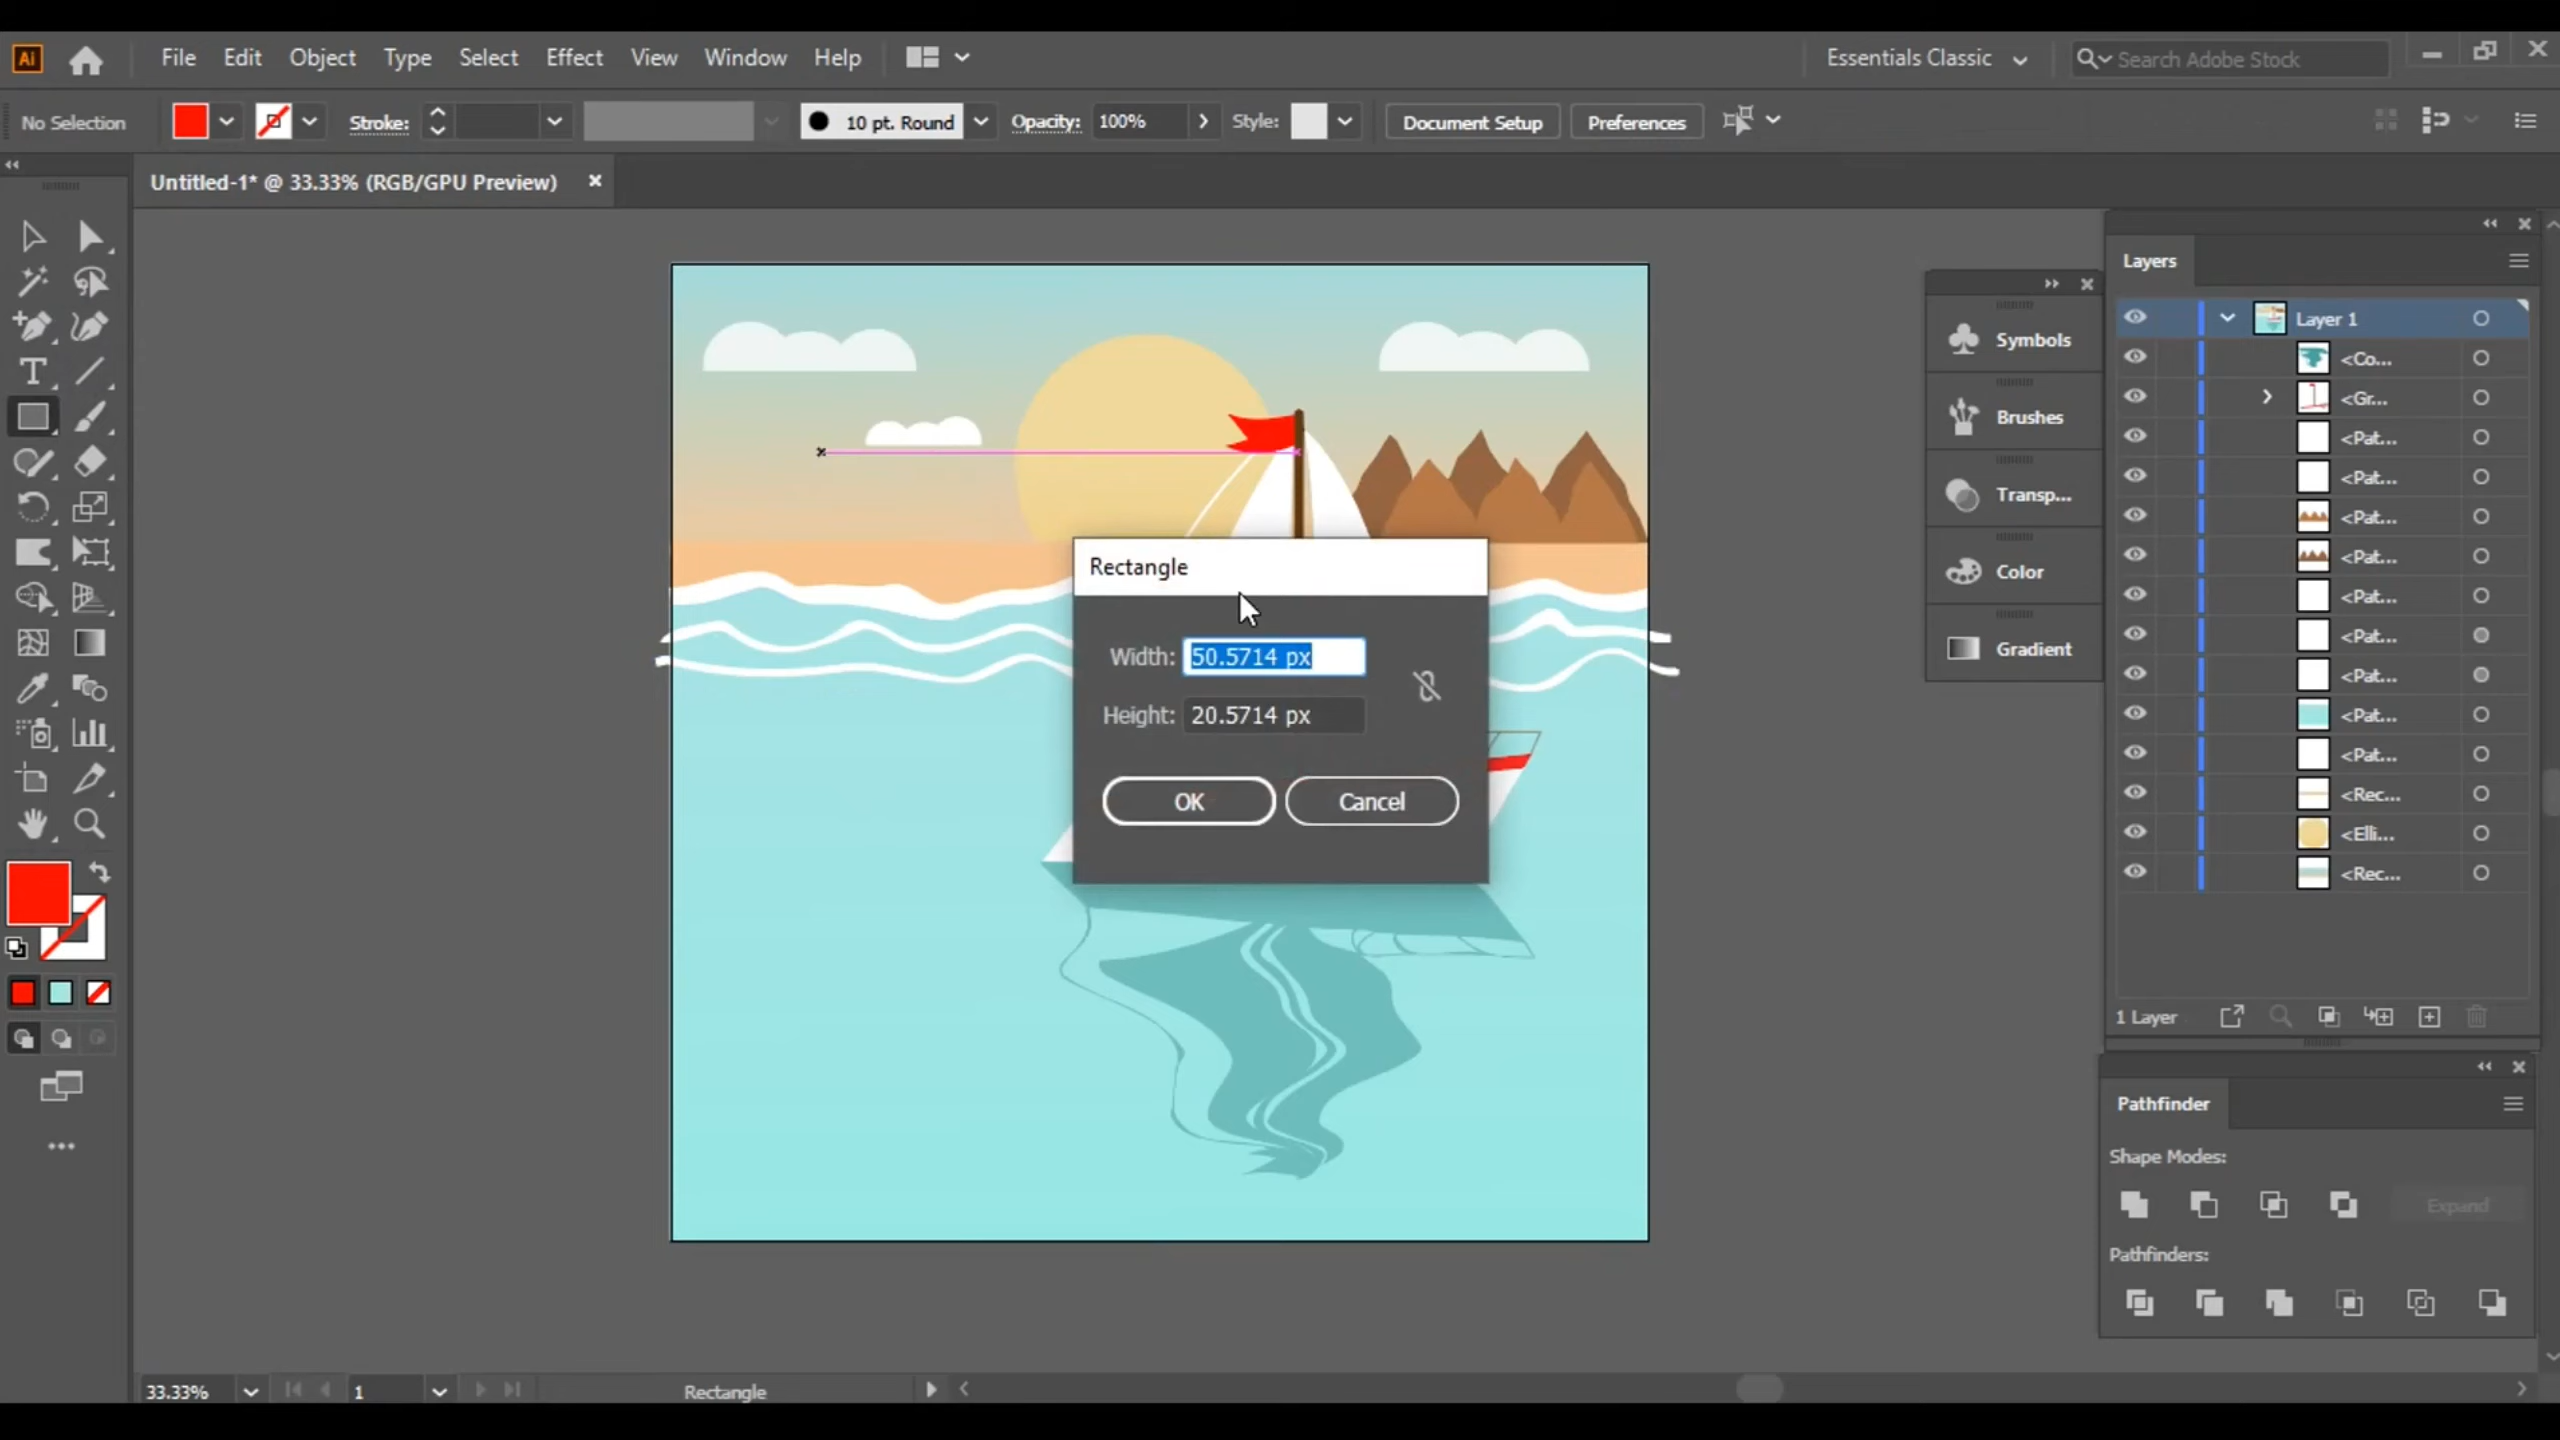 Ai File Edit Object Type Select Effect View Window Help Essentials Classic Search Adobe Stock
No Selection Stroke: 10 pt. Round Opacity: 100% Style: Document Setup Preferences
Untitled-1* @ 33.33% (RGB/GPU Preview)
Layers
Layer 1
<Co...
<Gr...
<Pat...
<Pat...
<Pat...
<Pat...
<Pat...
<Pat...
<Pat...
<Pat...
<Pat...
<Rec...
<Elli...
<Rec...
1 Layer
Symbols
Brushes
Transp...
Color
Gradient
Rectangle
Width: 50.5714 px
Height: 20.5714 px
OK Cancel
Pathfinder
Shape Modes:
Expand
Pathfinders:
33.33% 1 Rectangle